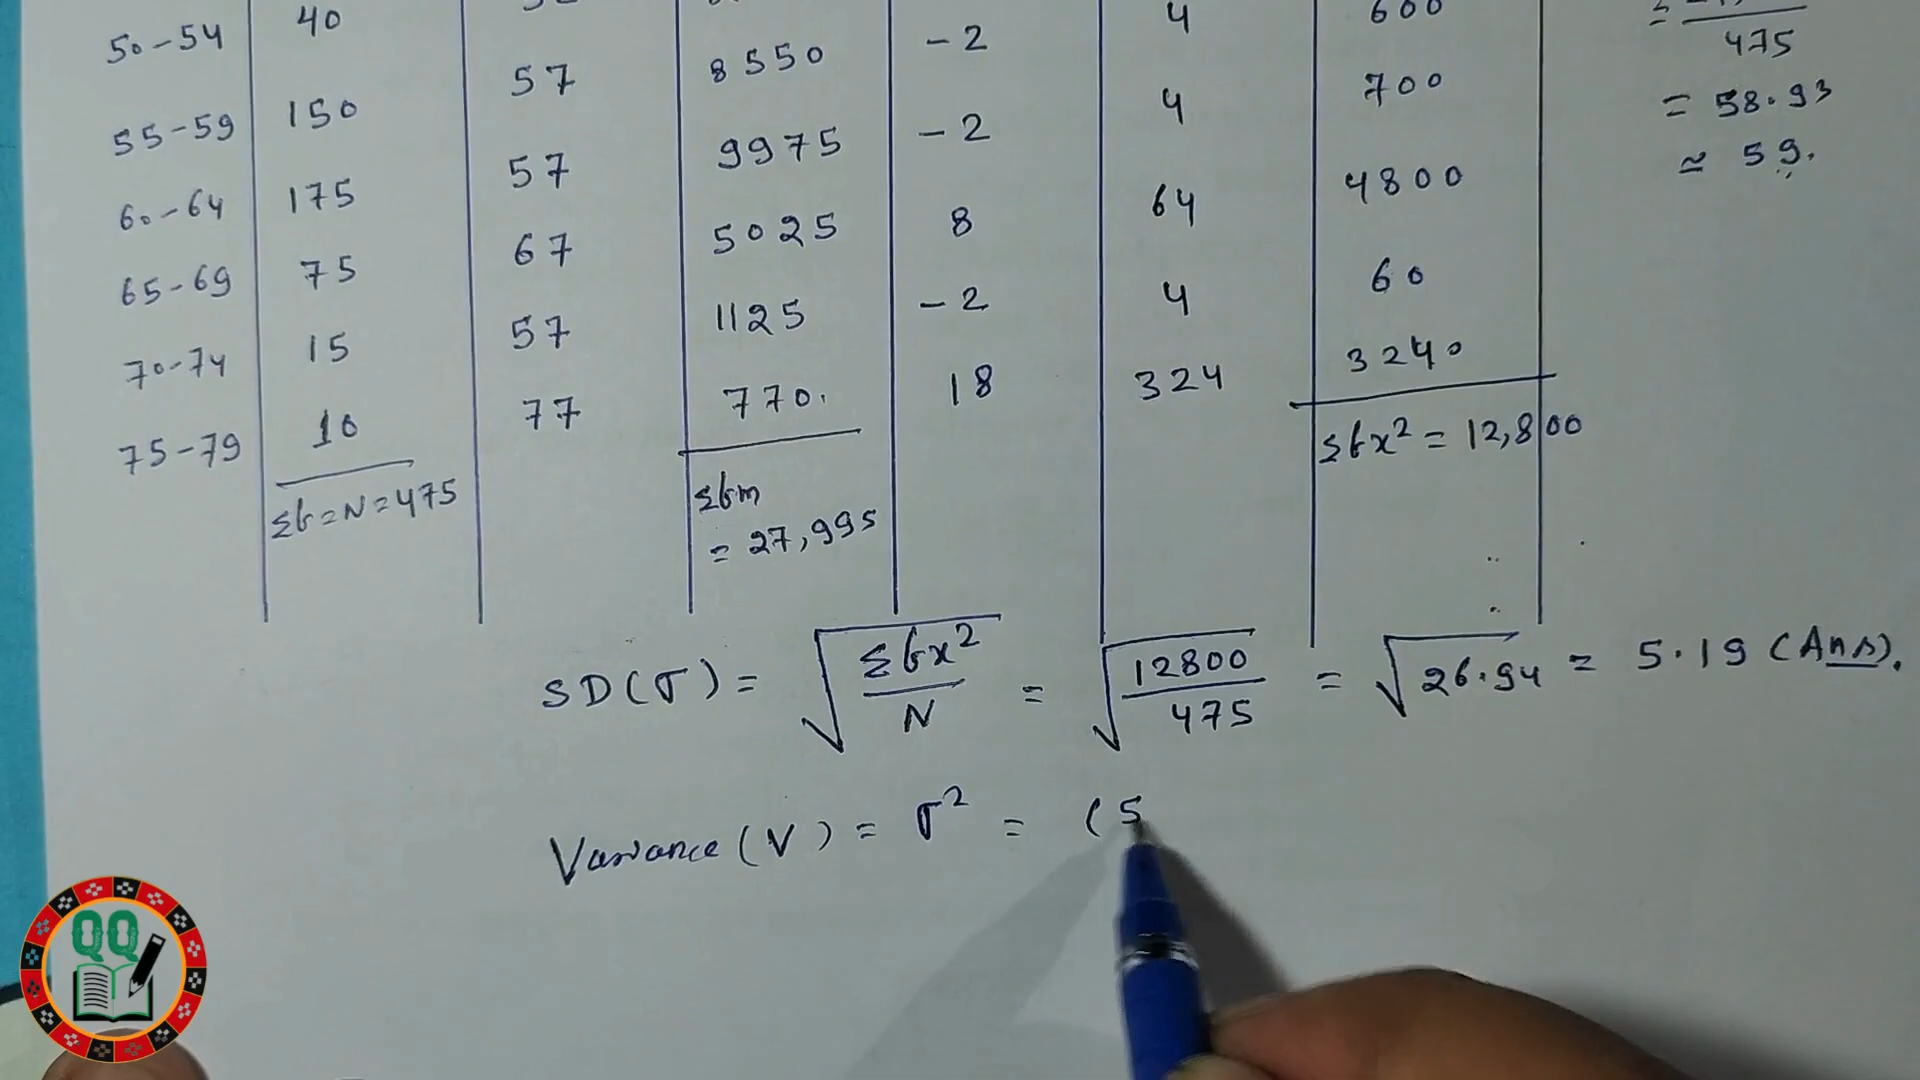 50-54 40 4 600
475
57 8550 -2 700
55-59 150 4 = 58.93
57 9975 -2 ≃ 59.
60-64 175 64 4800
67 5025 8
65-69 75 60
57 1125 -2 4
70-74 15 3240
77 770. 18 324
75-79 10 Σfx² = 12,800
Σf=N=475 Σfm
= 27,995
SD(σ) = √Σfx²/N = √12800/475 = √26.94 = 5.19 (Ans).
Variance (V) = σ² = (5
QQ